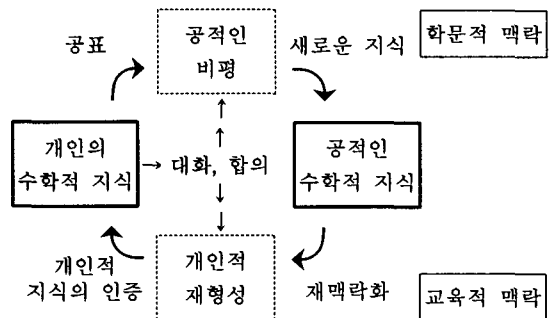 공표
공적인
비평
새로운 지식
학문적 맥락
개인의
수학적 지식
→ 대화, 합의
공적인
수학적 지식
개인적
지식의 인증
개인적
재형성
재맥락화
교육적 맥락